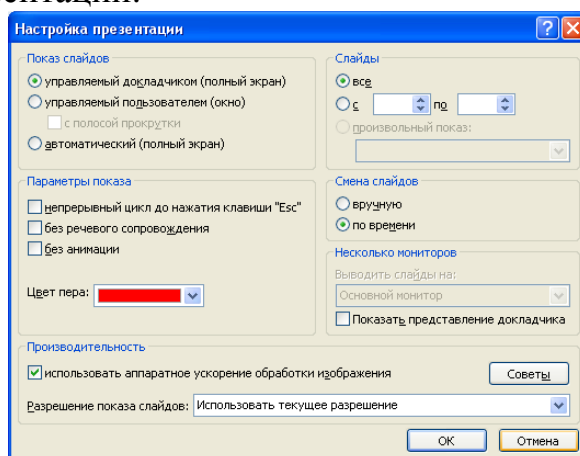 ентации.
Настройка презентации
Показ слайдов
управляемый докладчиком (полный экран)
управляемый пользователем (окно)
с полосой прокрутки
автоматический (полный экран)
Слайды
все
с по
произвольный показ:
Параметры показа
непрерывный цикл до нажатия клавиши "Esc"
без речевого сопровождения
без анимации
Цвет пера:
Смена слайдов
вручную
по времени
Несколько мониторов
Выводить слайды на:
Основной монитор
Показать представление докладчика
Производительность
использовать аппаратное ускорение обработки изображения
Советы
Разрешение показа слайдов: Использовать текущее разрешение
ОК Отмена